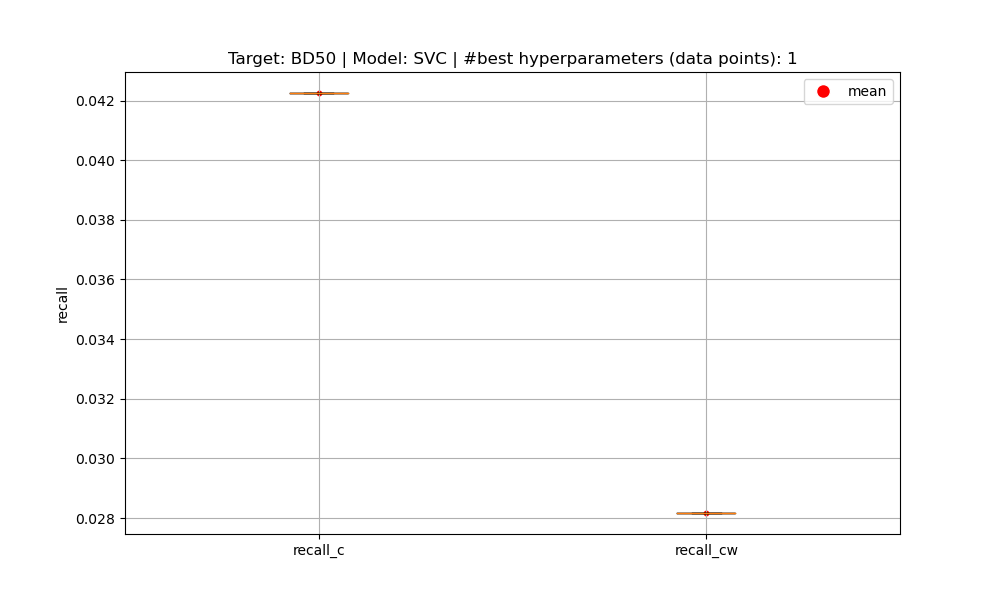 Target: BD50 | Model: SVC | #best hyperparameters (data points): 1
mean
0.042
0.040
0.038
0.036
0.034
0.032
0.030
0.028
recall
recall_c
recall_cw